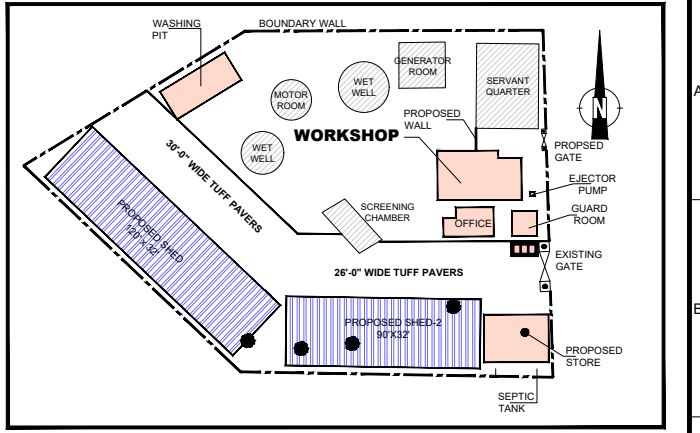 WASHING
PIT
BOUNDARY WALL
GENERATOR
ROOM
WET
WELL
SERVANT
QUARTER
MOTOR
ROOM
N
A
PROPOSED
WALL
WORKSHOP
WET
WELL
PROPSED
GATE
EJECTOR
PUMP
30'-0" WIDE TUFF PAVERS
SCREENING
CHAMBER
OFFICE
GUARD
ROOM
PROPOSED SHED
120' x 32'
EXISTING
GATE
26'-0" WIDE TUFF PAVERS
PROPOSED SHED-2
90'X32'
PROPOSED
STORE
SEPTIC
TANK